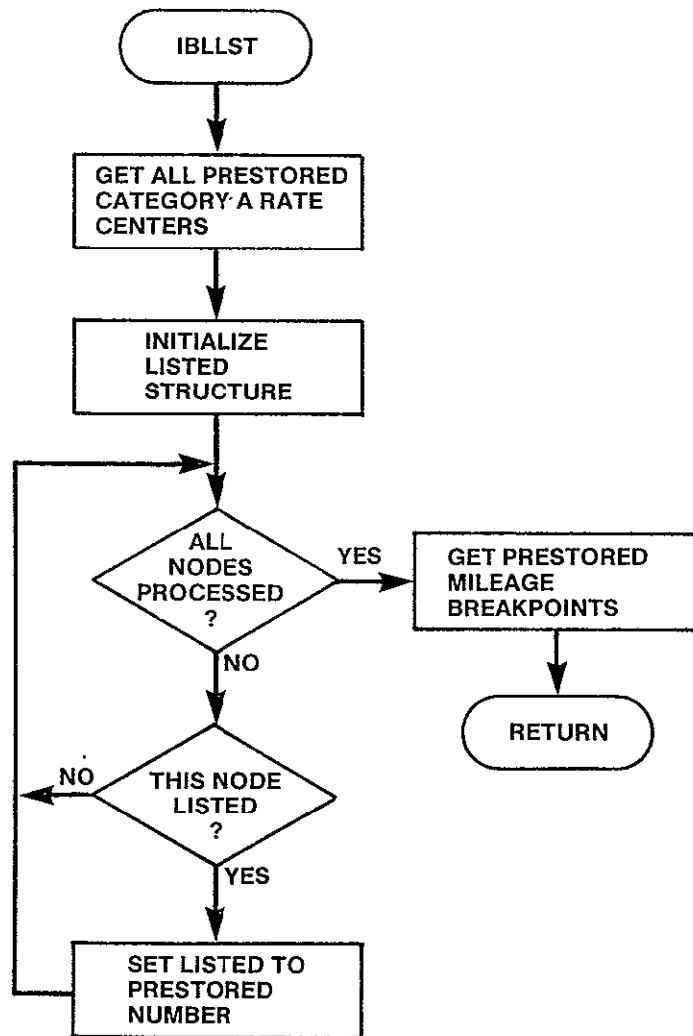 IBLLST
GET ALL PRESTORED
CATEGORY A RATE
CENTERS
INITIALIZE
LISTED
STRUCTURE
ALL
NODES
PROCESSED
?
YES
GET PRESTORED
MILEAGE
BREAKPOINTS
NO
RETURN
NO
THIS NODE
LISTED
?
YES
SET LISTED TO
PRESTORED
NUMBER